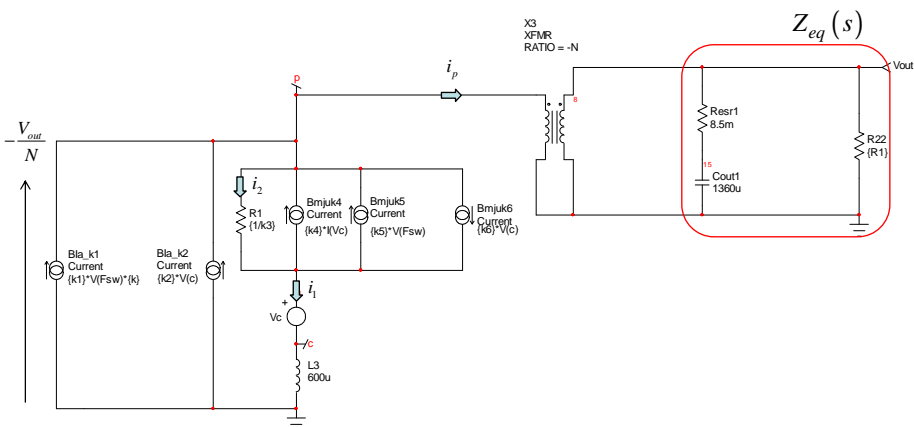 X3
XFMR
RATIO = -N
Z_eq (s)
i_p
p
8
Vout
Resr1
8.5m
R22
{R1}
15
Cout1
1360u
-V_out/N
i_2
R1
{1/k3}
Bmjuk4
Current
{k4}*I(Vc)
Bmjuk5
Current
{k5}*V(Fsw)
Bmjuk6
Current
{k6}*V(c)
Bla_k1
Current
{k1}*V(Fsw)*{k}
Bla_k2
Current
{k2}*V(c)
i_1
+
Vc
c
L3
600u